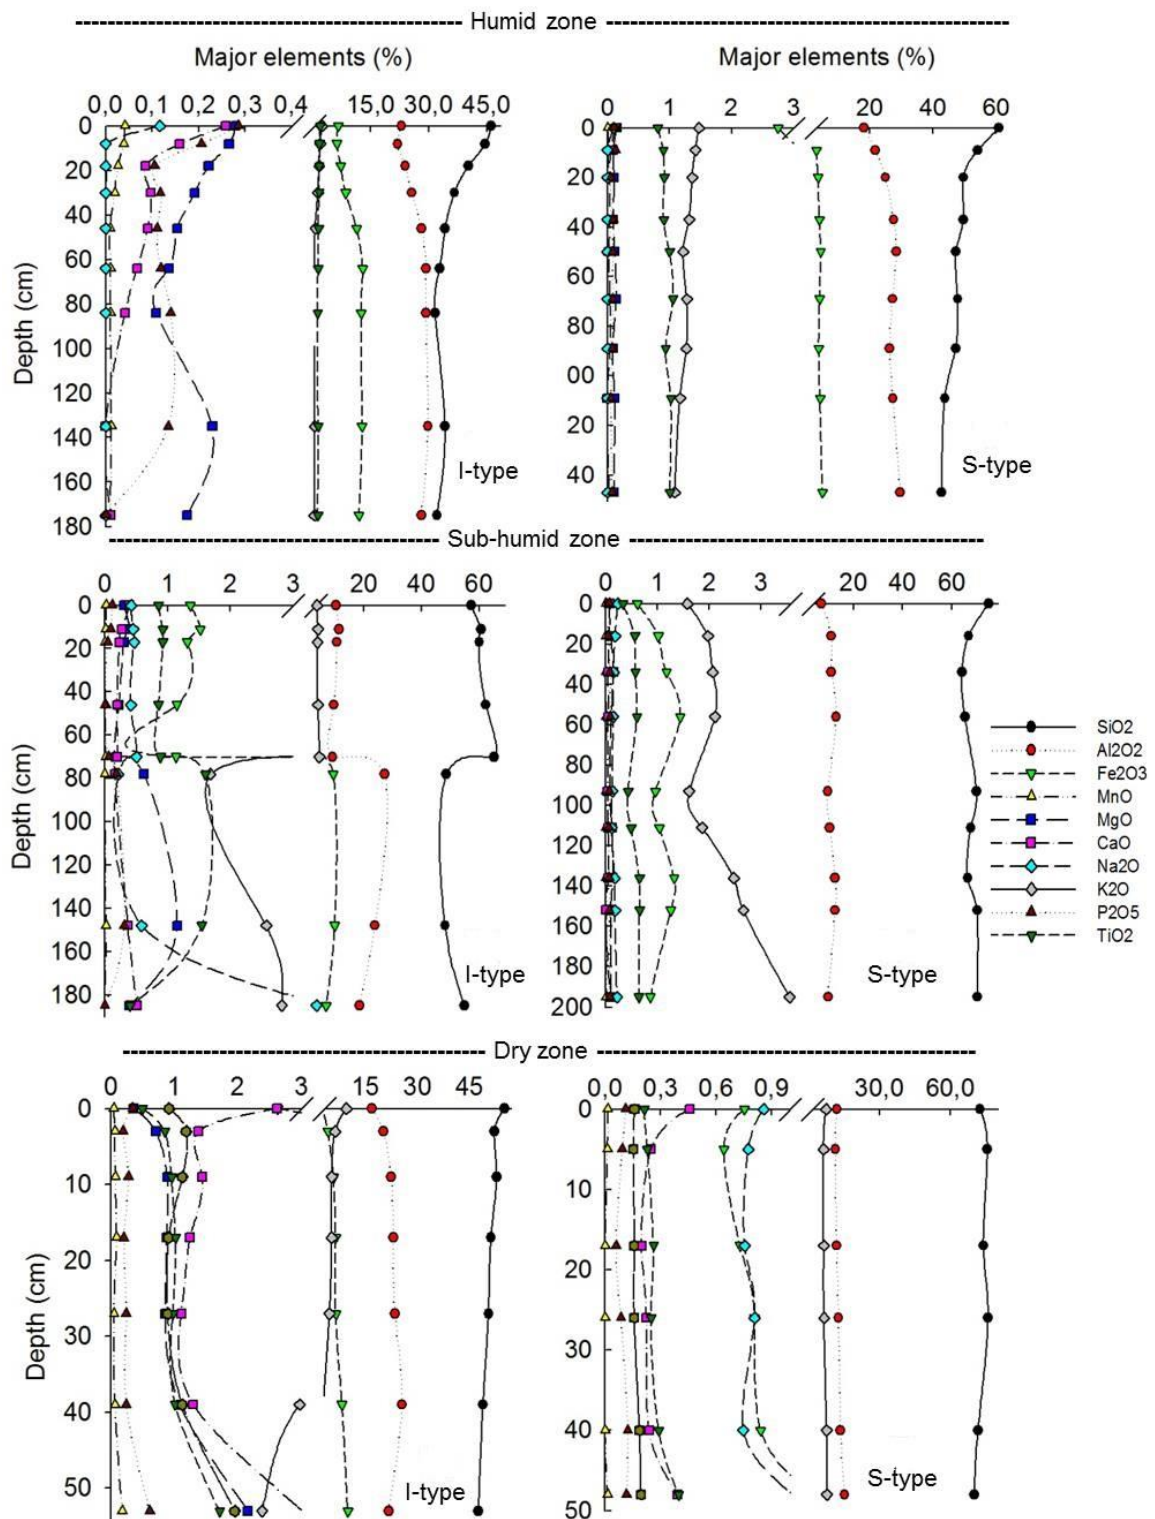 Humid zone
Major elements (%)
Major elements (%)
0,0 0,1 0,2 0,3 0,4 15,0 30,0 45,0
0 1 2 3 20 40 60
Depth (cm)
0
20
40
60
80
100
120
140
160
180
I-type
0
20
40
60
80
00
20
40
S-type
Sub-humid zone
0 1 2 3 20 40 60
0 1 2 3 20 40 60
Depth (cm)
0
20
40
60
80
100
120
140
160
180
I-type
0
20
40
60
80
100
120
140
160
180
200
S-type
SiO2
Al2O2
Fe2O3
MnO
MgO
CaO
Na2O
K2O
P2O5
TiO2
Dry zone
0 1 2 3 15 30 45
0,0 0,3 0,6 0,9 30,0 60,0
Depth (cm)
0
10
20
30
40
50
I-type
0
10
20
30
40
50
S-type